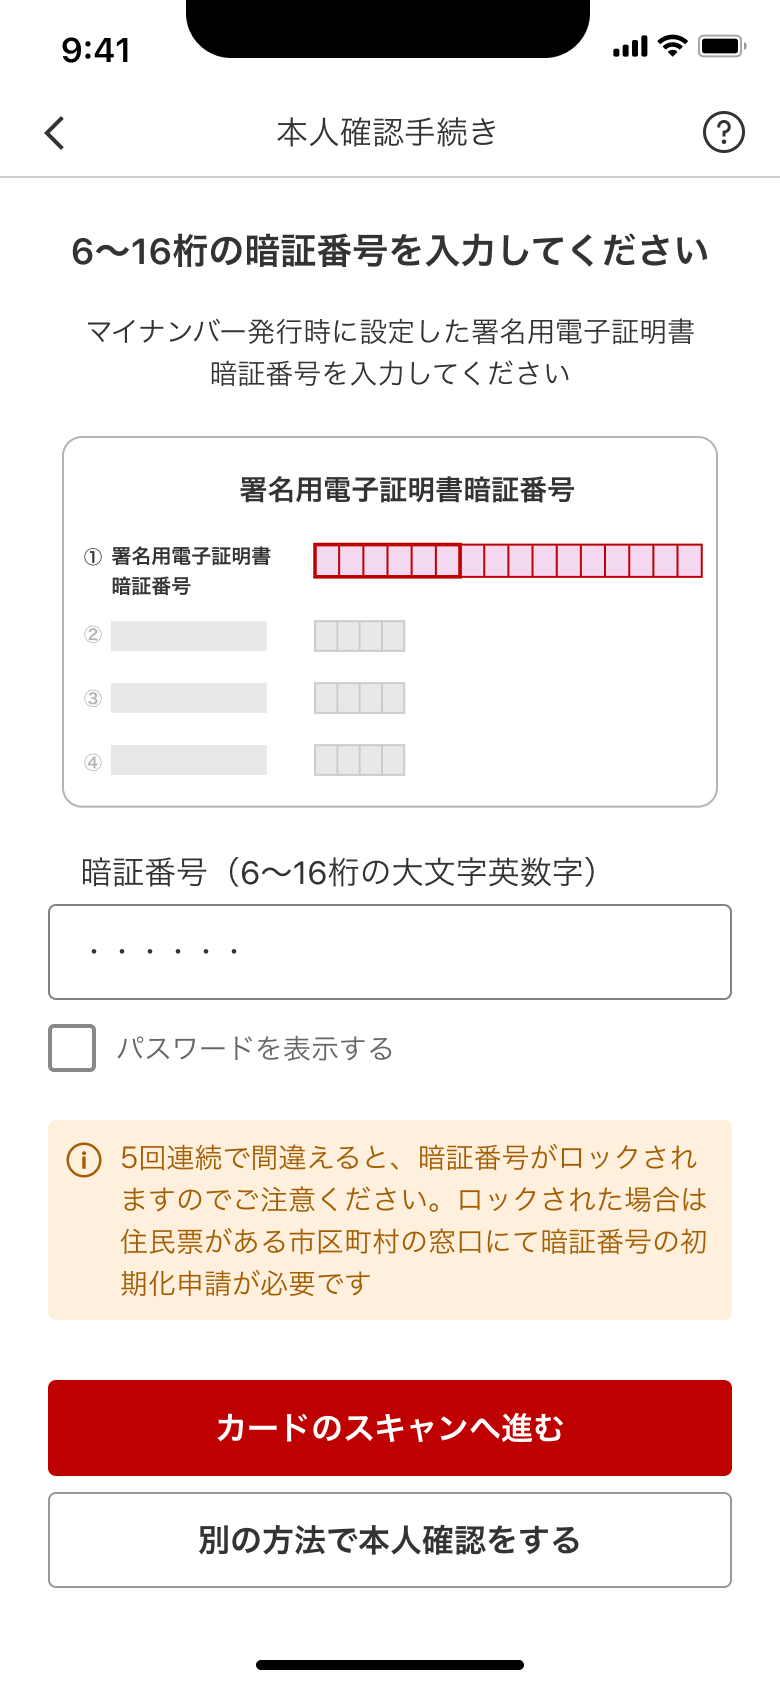 9:41
本人確認手続き
?
6〜16桁の暗証番号を入力してください
マイナンバー発行時に設定した署名用電子証明書
暗証番号を入力してください
署名用電子証明書暗証番号
① 署名用電子証明書
暗証番号
②
③
④
暗証番号（6〜16桁の大文字英数字）
・・・・・・
パスワードを表示する
5回連続で間違えると、暗証番号がロックされ
ますのでご注意ください。ロックされた場合は
住民票がある市区町村の窓口にて暗証番号の初
期化申請が必要です
カードのスキャンへ進む
別の方法で本人確認をする